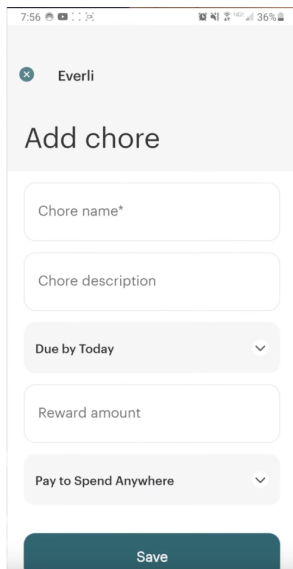 7:56
36%
Everli
Add chore
Chore name*
Chore description
Due by Today
Reward amount
Pay to Spend Anywhere
Save